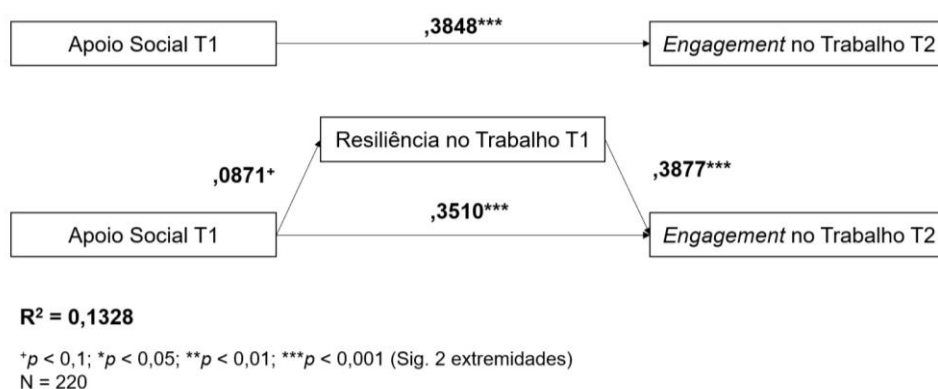 ,3848***
Apoio Social T1
Engagement no Trabalho T2
Resiliência no Trabalho T1
,0871⁺
,3877***
,3510***
Apoio Social T1
Engagement no Trabalho T2
R² = 0,1328
⁺p < 0,1; *p < 0,05; **p < 0,01; ***p < 0,001 (Sig. 2 extremidades)
N = 220